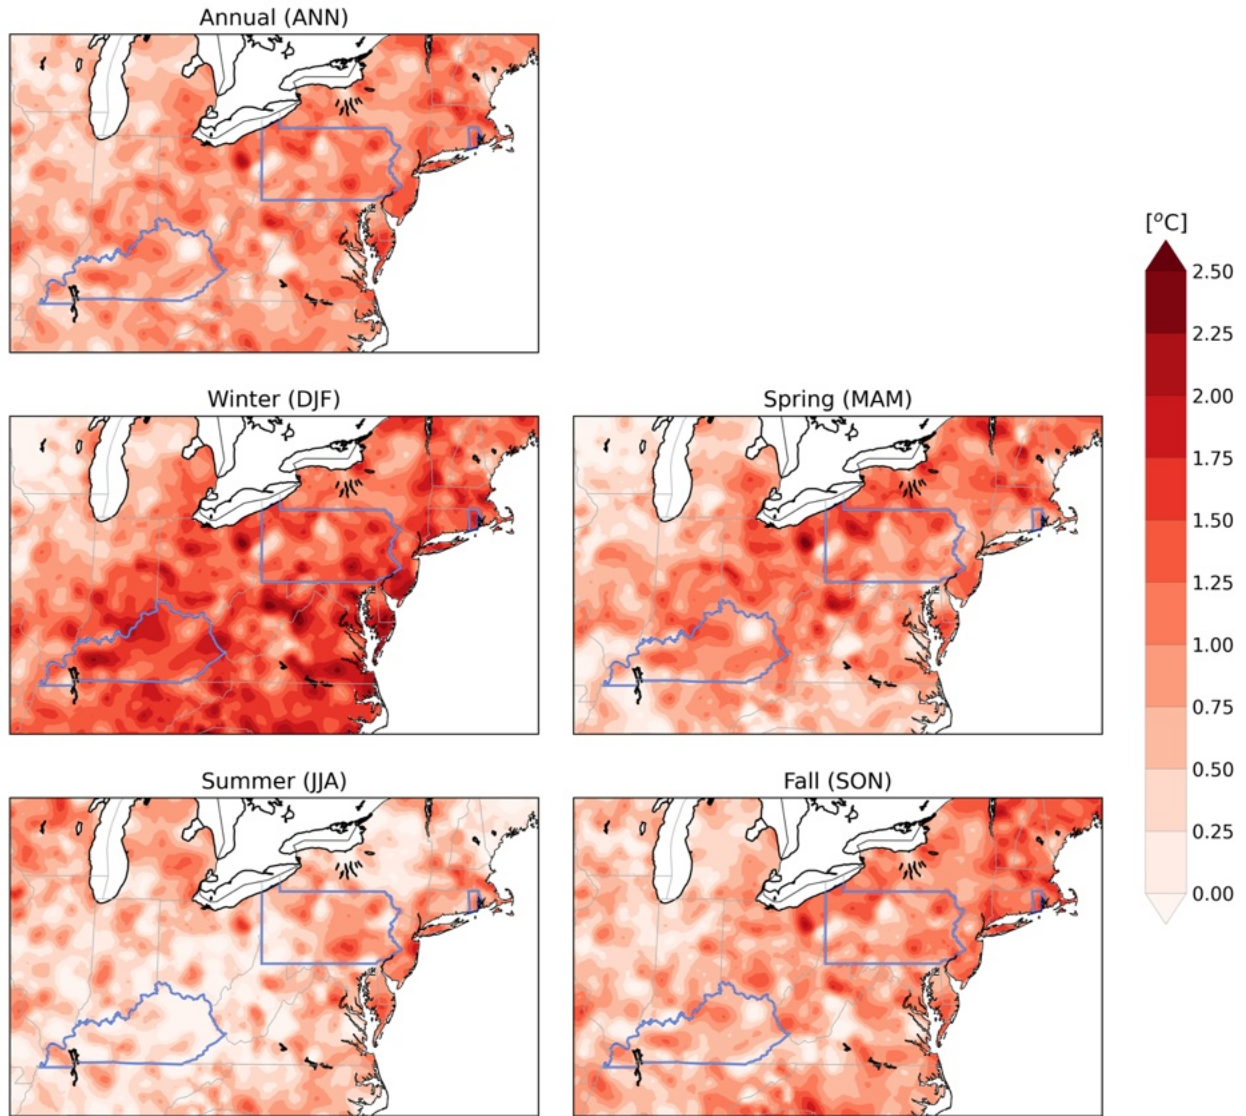 Annual (ANN)
[°C]
2.50
2.25
2.00
1.75
1.50
1.25
1.00
0.75
0.50
0.25
0.00
Winter (DJF)
Spring (MAM)
Summer (JJA)
Fall (SON)